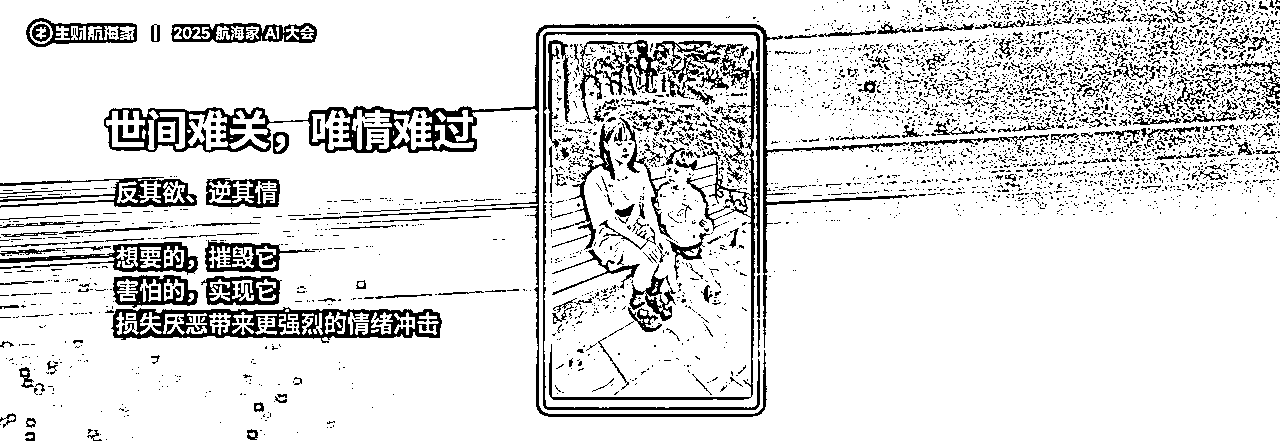 生财航海家 | 2025 航海家 AI 大会
世间难关，唯情难过
反其欲、逆其情
想要的，摧毁它
害怕的，实现它
损失厌恶带来更强烈的情绪冲击